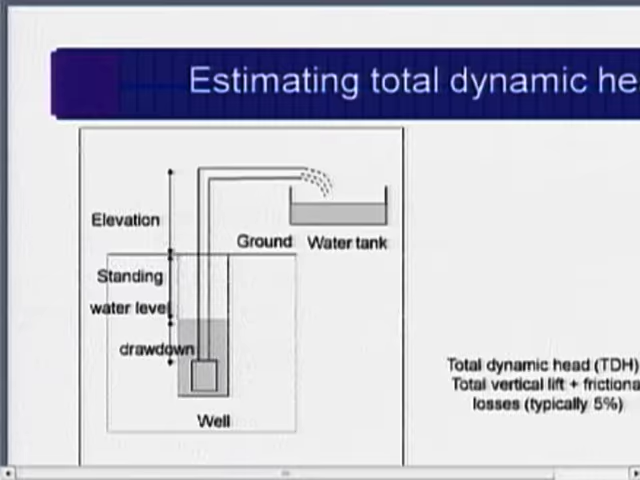 Estimating total dynamic he
Elevation
Ground Water tank
Standing
water level
drawdown
Well
Total dynamic head (TDH)
Total vertical lift + frictiona
losses (typically 5%)